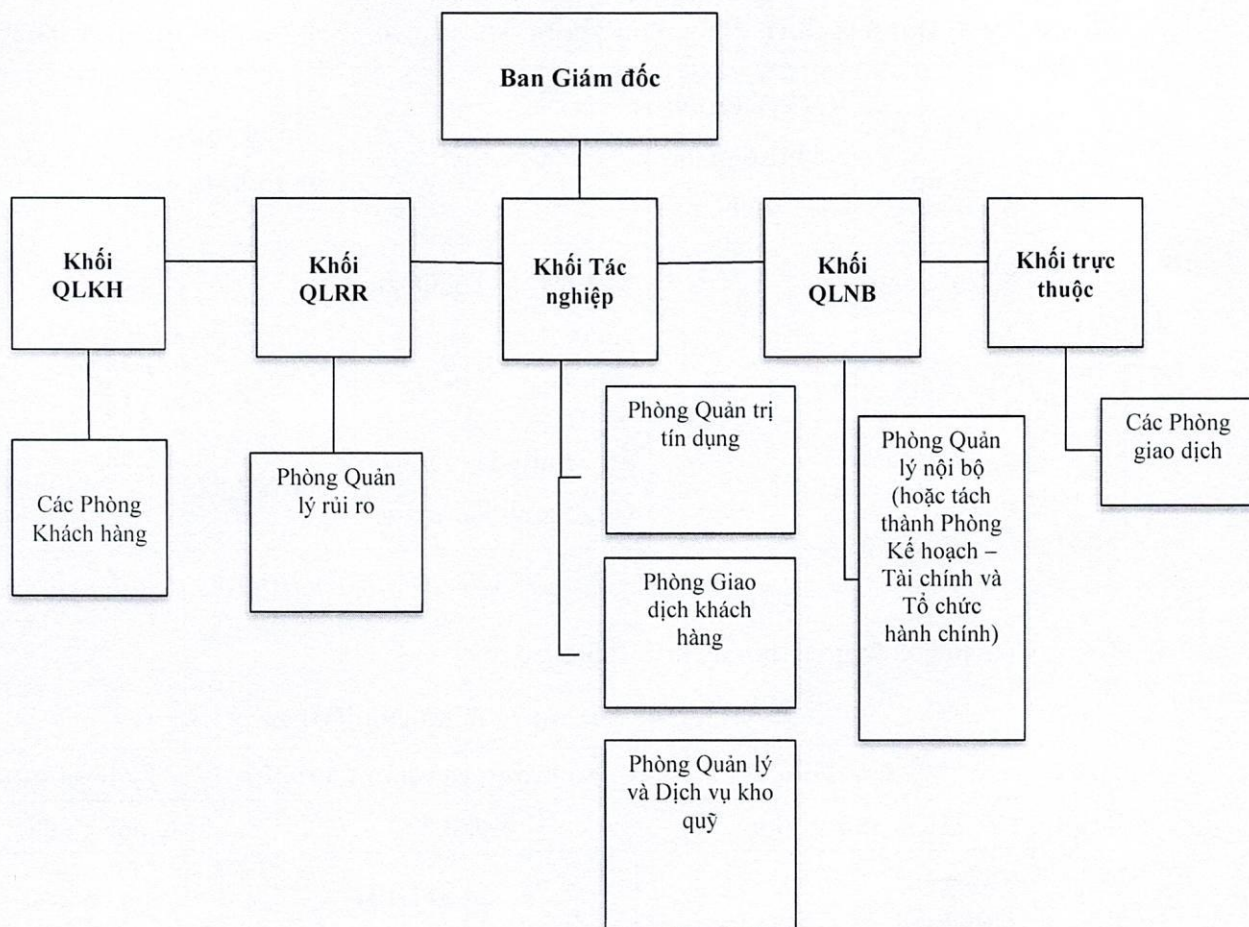 Ban Giám đốc
Khối
QLKH
Khối
QLRR
Khối Tác
nghiệp
Khối
QLNB
Khối trực
thuộc
Các Phòng
Khách hàng
Phòng Quản
lý rủi ro
Phòng Quản trị
tín dụng
Phòng Giao
dịch khách
hàng
Phòng Quản lý
và Dịch vụ kho
quỹ
Phòng Quản
lý nội bộ
(hoặc tách
thành Phòng
Kế hoạch –
Tài chính và
Tổ chức
hành chính)
Các Phòng
giao dịch